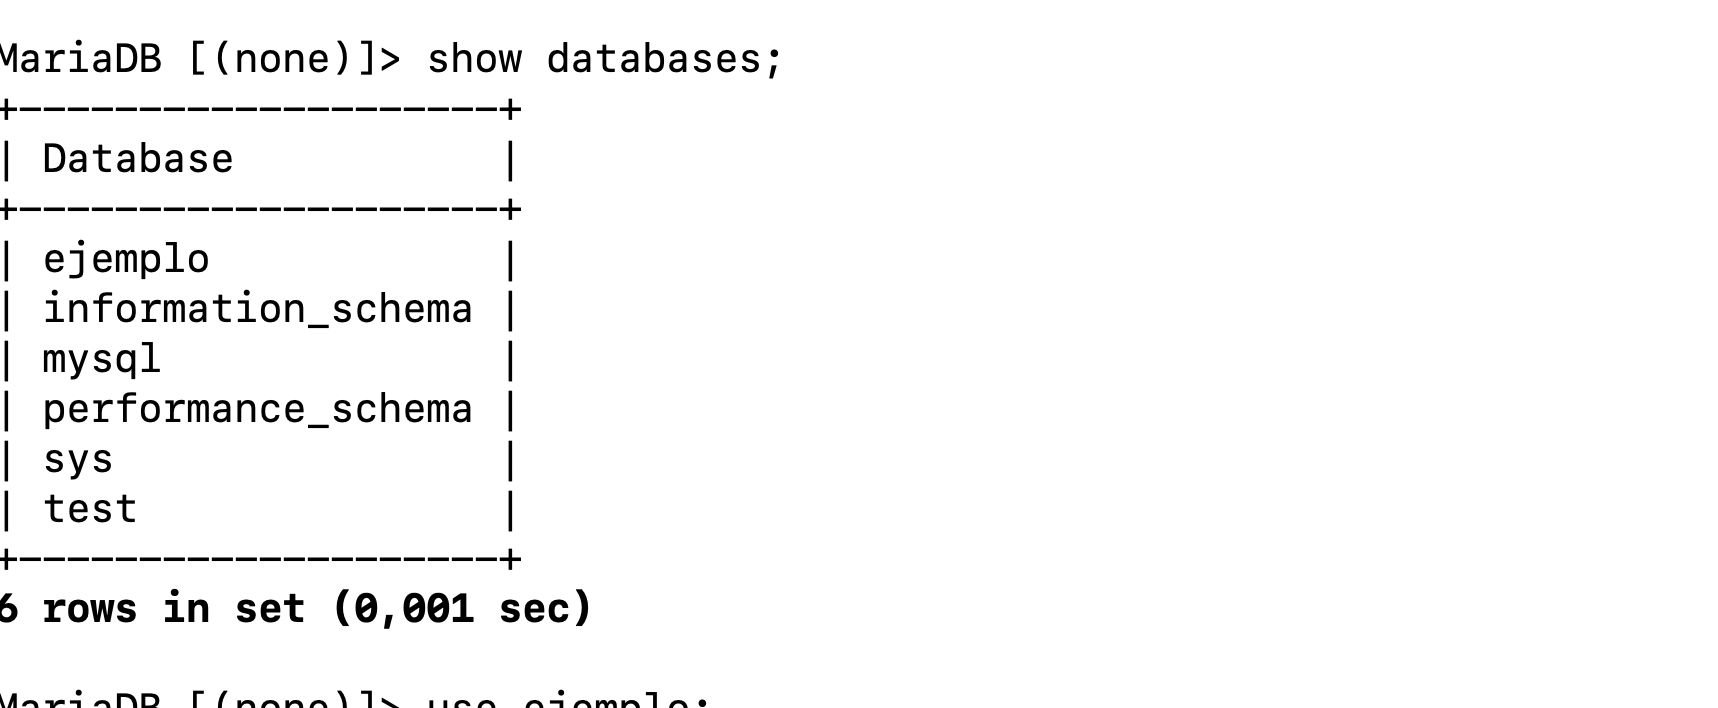 MariaDB [(none)]> show databases;
+--------------------+
| Database           |
+--------------------+
| ejemplo            |
| information_schema |
| mysql              |
| performance_schema |
| sys                |
| test               |
+--------------------+
6 rows in set (0,001 sec)
MariaDB [(none)]> use ejemplo;